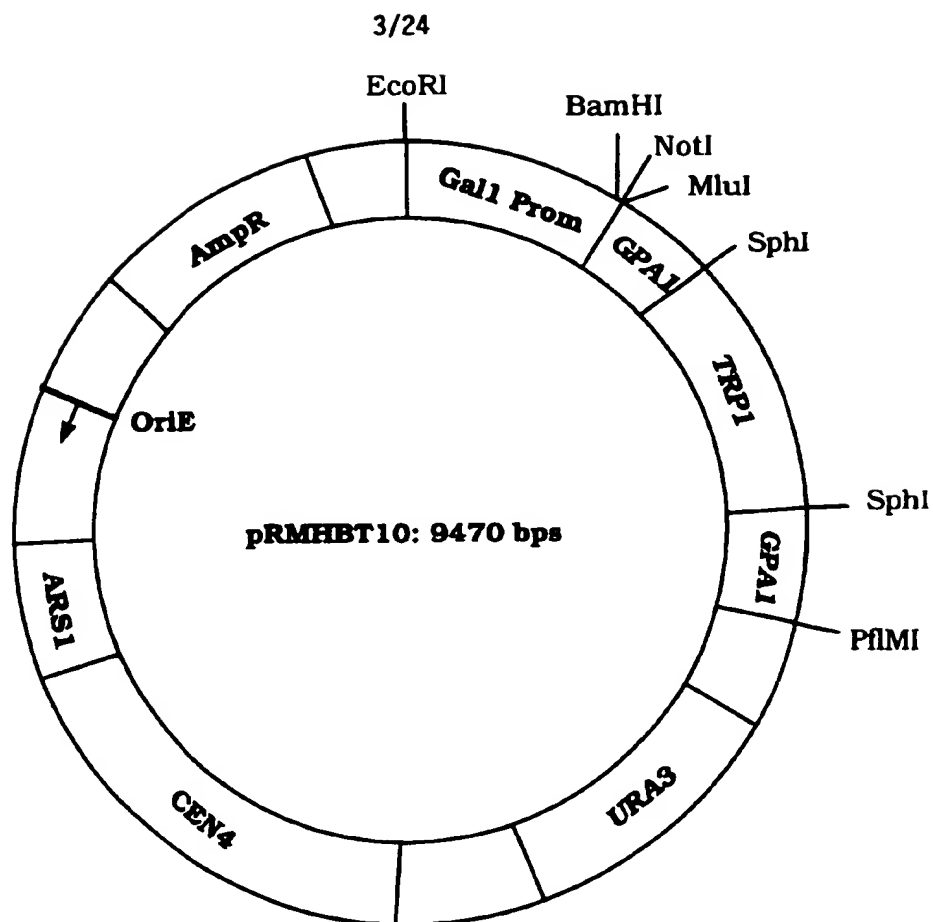 3/24
EcoRI
BamHI
NotI
MluI
SphI
Gal1 Prom
GPA1
AmpR
TRP1
OriE
SphI
pRMHBT10: 9470 bps
GPA1
ARS1
PflMI
URA3
CEN4